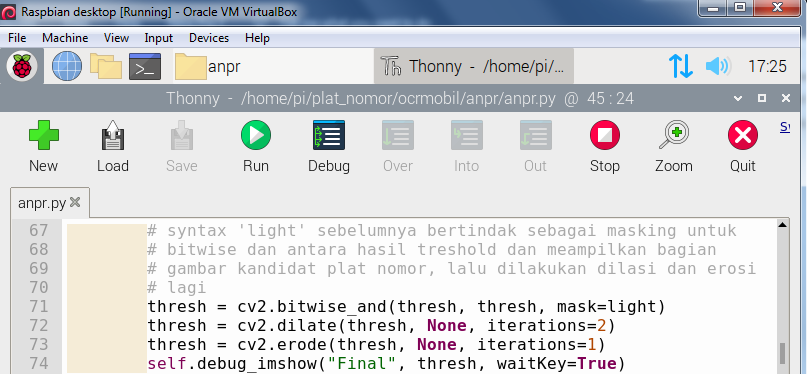 Raspbian desktop [Running] - Oracle VM VirtualBox
File Machine View Input Devices Help
anpr Thonny - /home/pi/... 17:25
Thonny - /home/pi/plat_nomor/ocrmobil/anpr/anpr.py @ 45 : 24
New Load Save Run Debug Over Into Out Stop Zoom Quit
anpr.py
67 # syntax 'light' sebelumnya bertindak sebagai masking untuk
68 # bitwise dan antara hasil treshold dan meampilkan bagian
69 # gambar kandidat plat nomor, lalu dilakukan dilasi dan erosi
70 # lagi
71 thresh = cv2.bitwise_and(thresh, thresh, mask=light)
72 thresh = cv2.dilate(thresh, None, iterations=2)
73 thresh = cv2.erode(thresh, None, iterations=1)
74 self.debug_imshow("Final", thresh, waitKey=True)